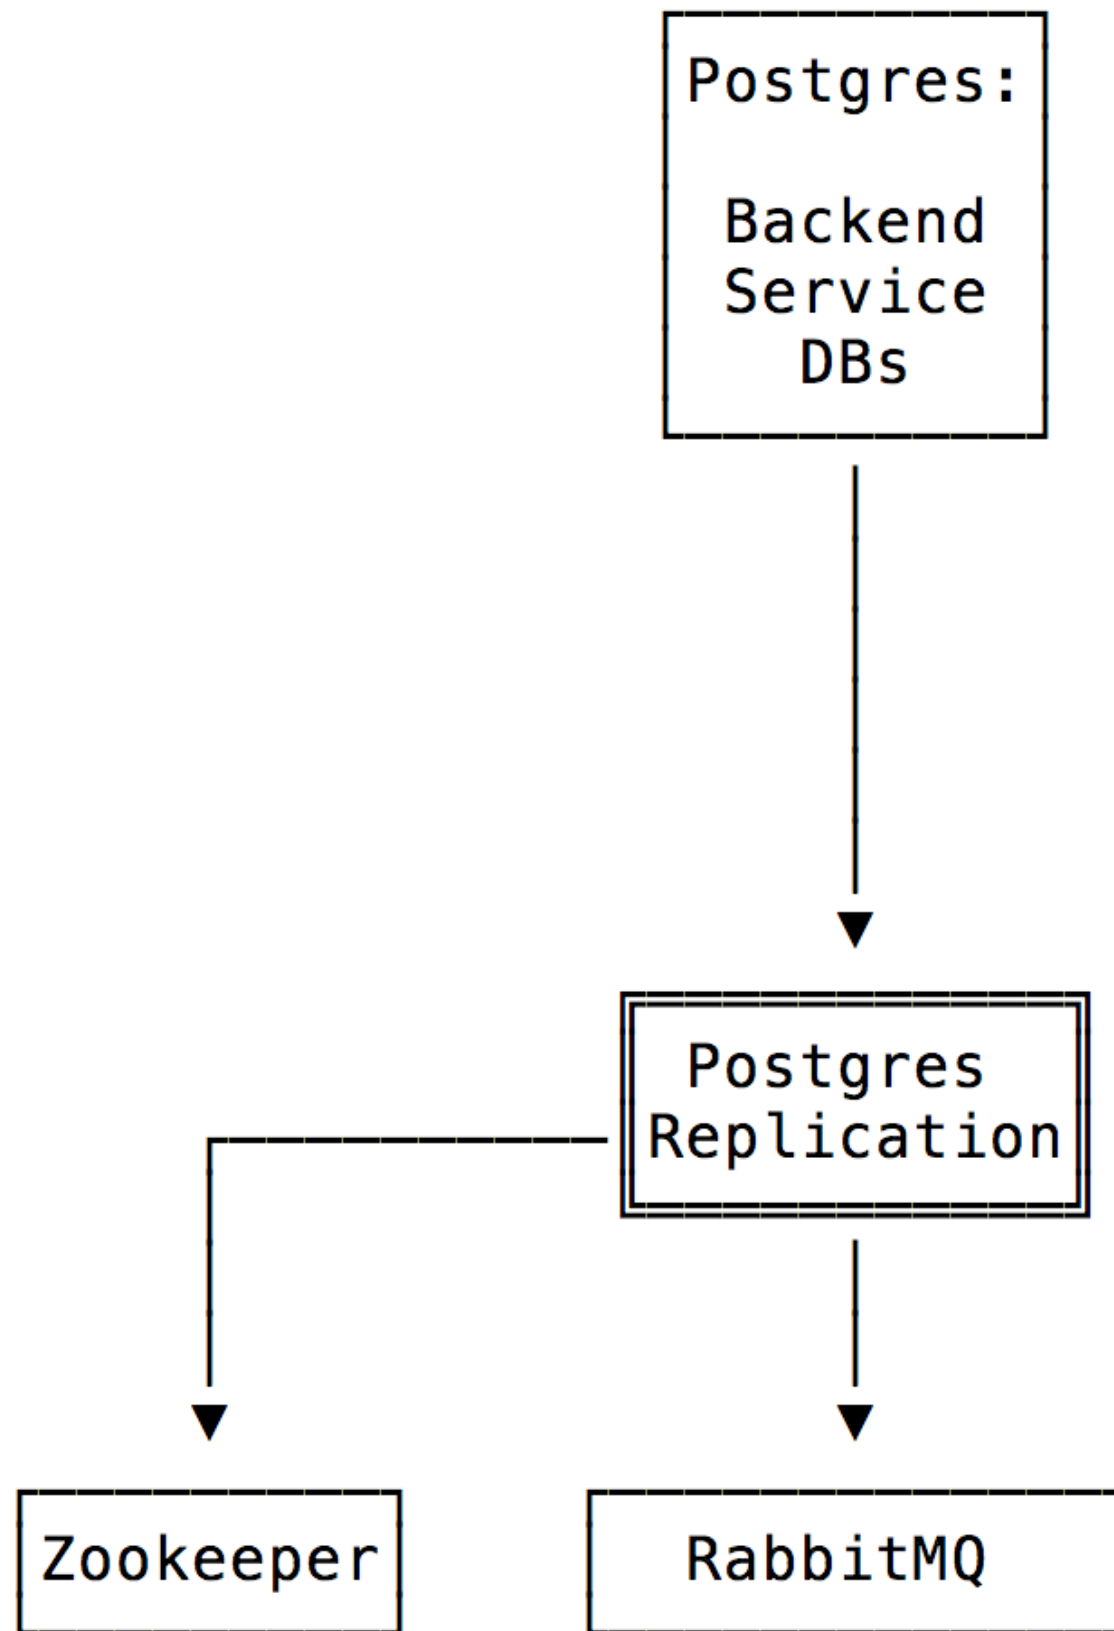 Postgres:
Backend
Service
DBs
Postgres
Replication
Zookeeper
RabbitMQ